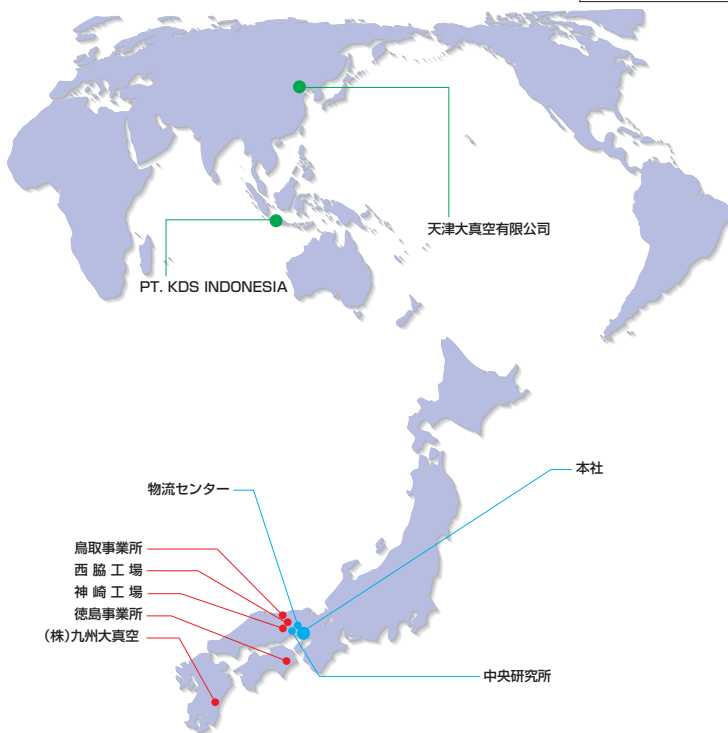 天津大真空有限公司
PT. KDS INDONESIA
本社
物流センター
鳥取事業所
西脇工場
神崎工場
徳島事業所
(株)九州大真空
中央研究所